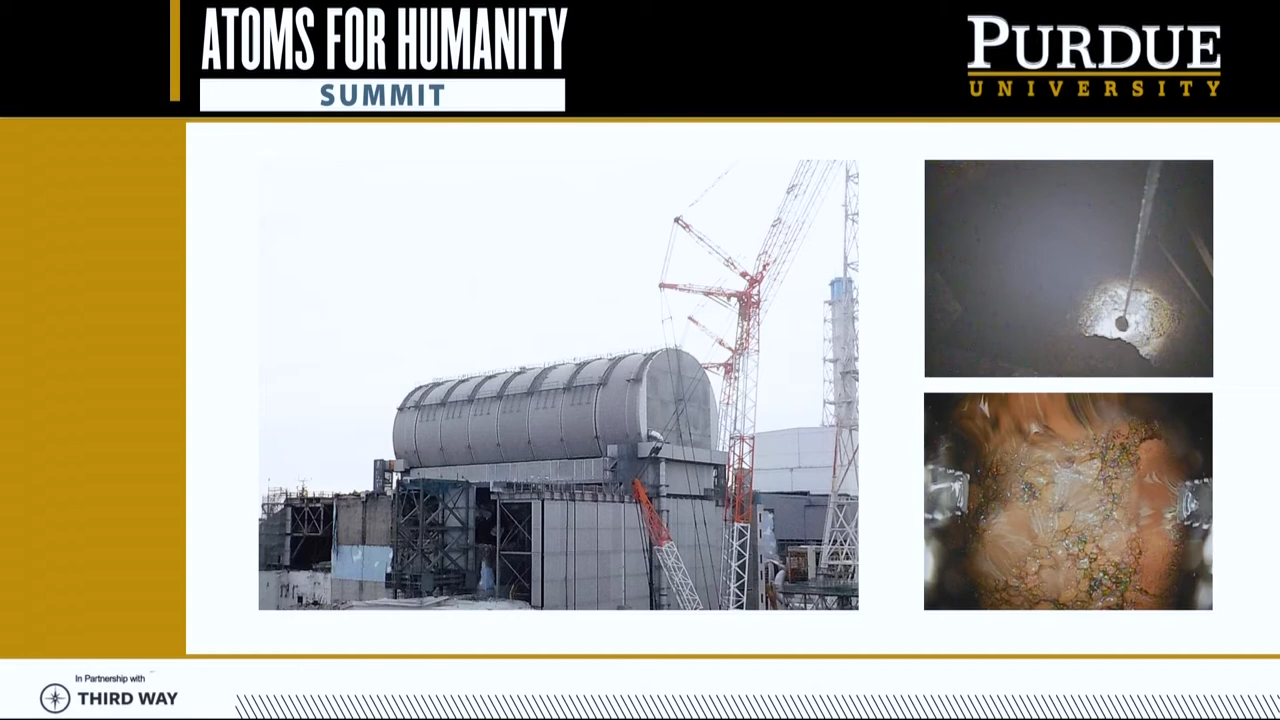 ATOMS FOR HUMANITY
SUMMIT
PURDUE
UNIVERSITY
In Partnership with
THIRD WAY